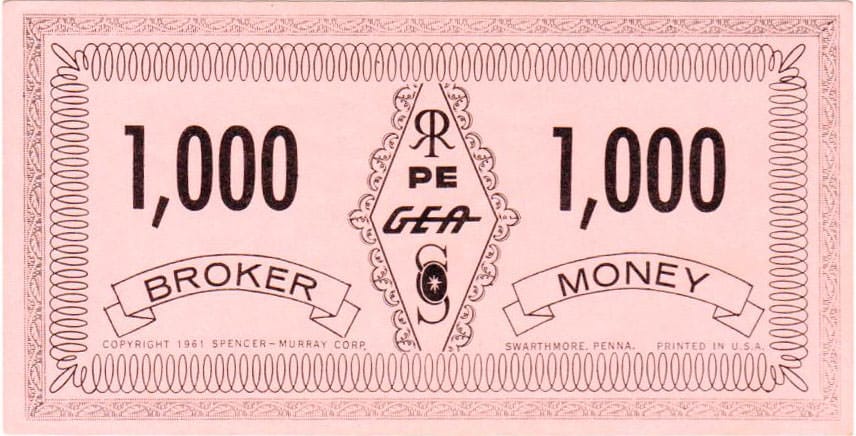 1,000
1,000
PE
GEA
BROKER
MONEY
COPYRIGHT 1961 SPENCER-MURRAY CORP.
SWARTHMORE, PENNA. PRINTED IN U.S.A.